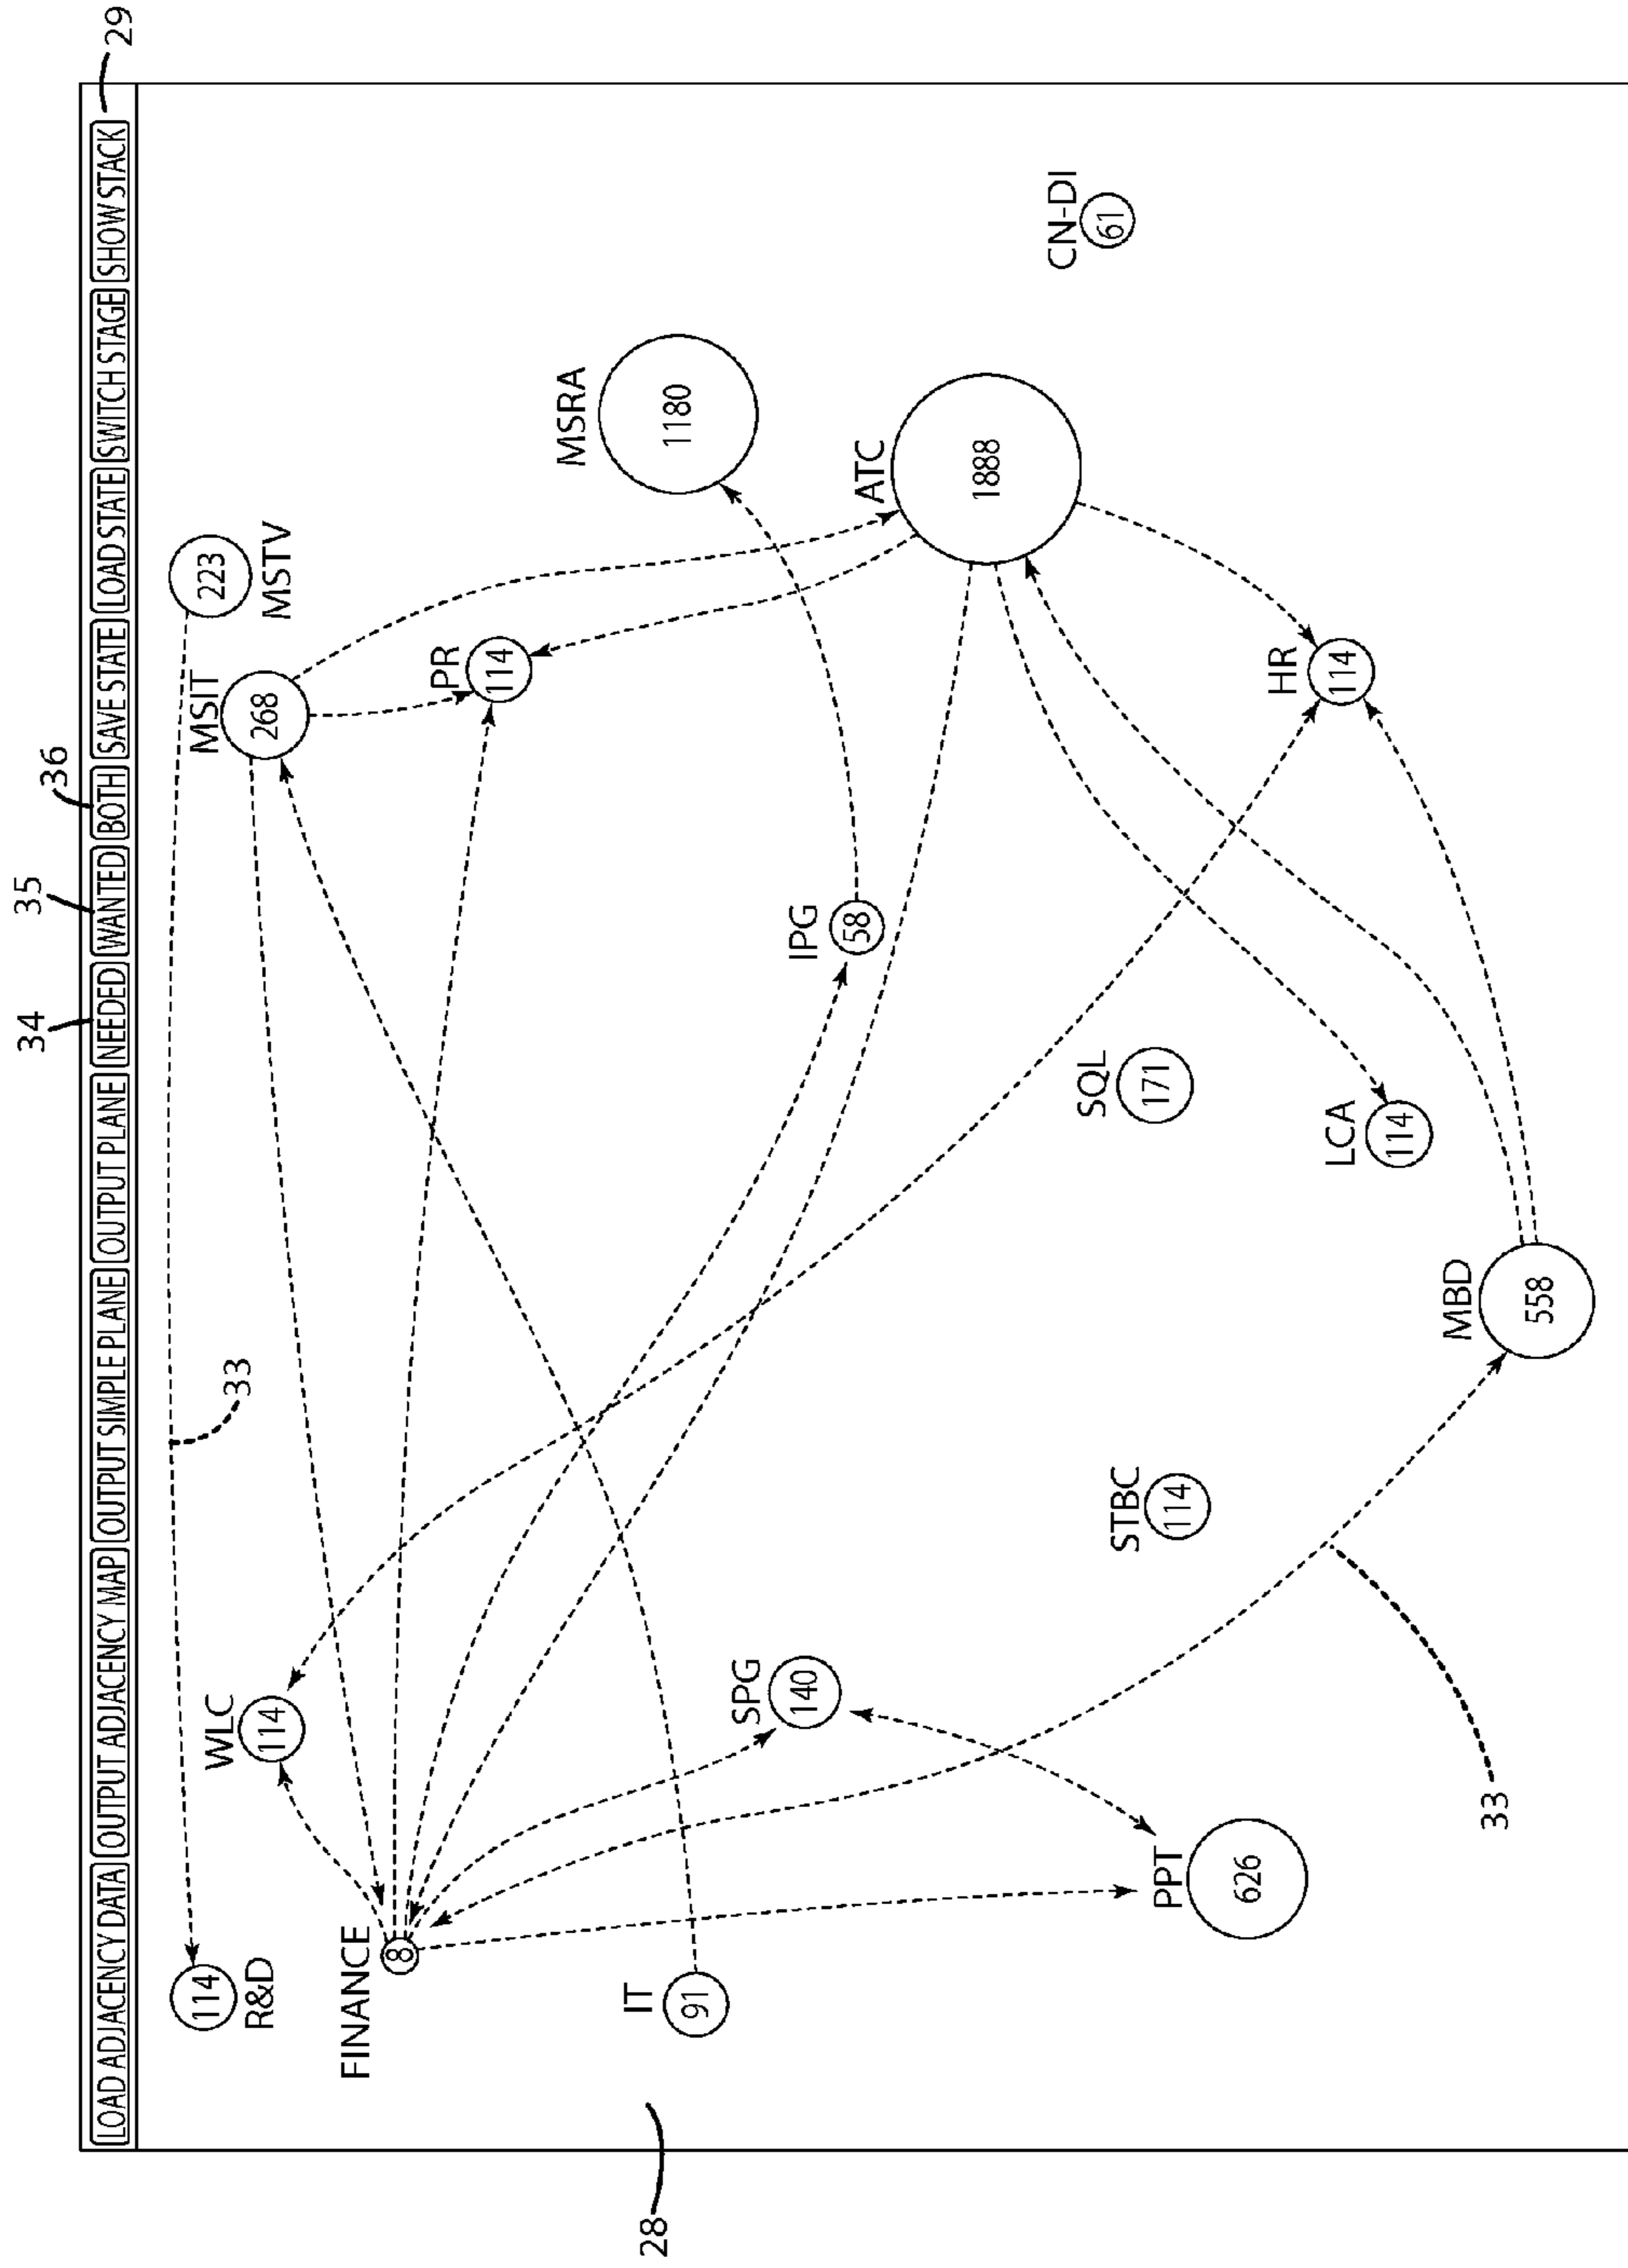 29
36
35
34
LOAD ADJACENCY DATA OUTPUT ADJACENCY MAP OUTPUT SIMPLE PLANE OUTPUT PLANE NEEDED WANTED BOTH SAVE STATE LOAD STATE SWITCH STAGE SHOW STACK
114
R&D
33
WLC
114
MSIT
268
223
MSTV
FINANCE
8
PR
114
MSRA
1180
IT
91
SPG
140
IPG
58
ATC
1888
CN-DI
61
PPT
626
STBC
114
SQL
171
LCA
114
HR
114
MBD
558
33
28